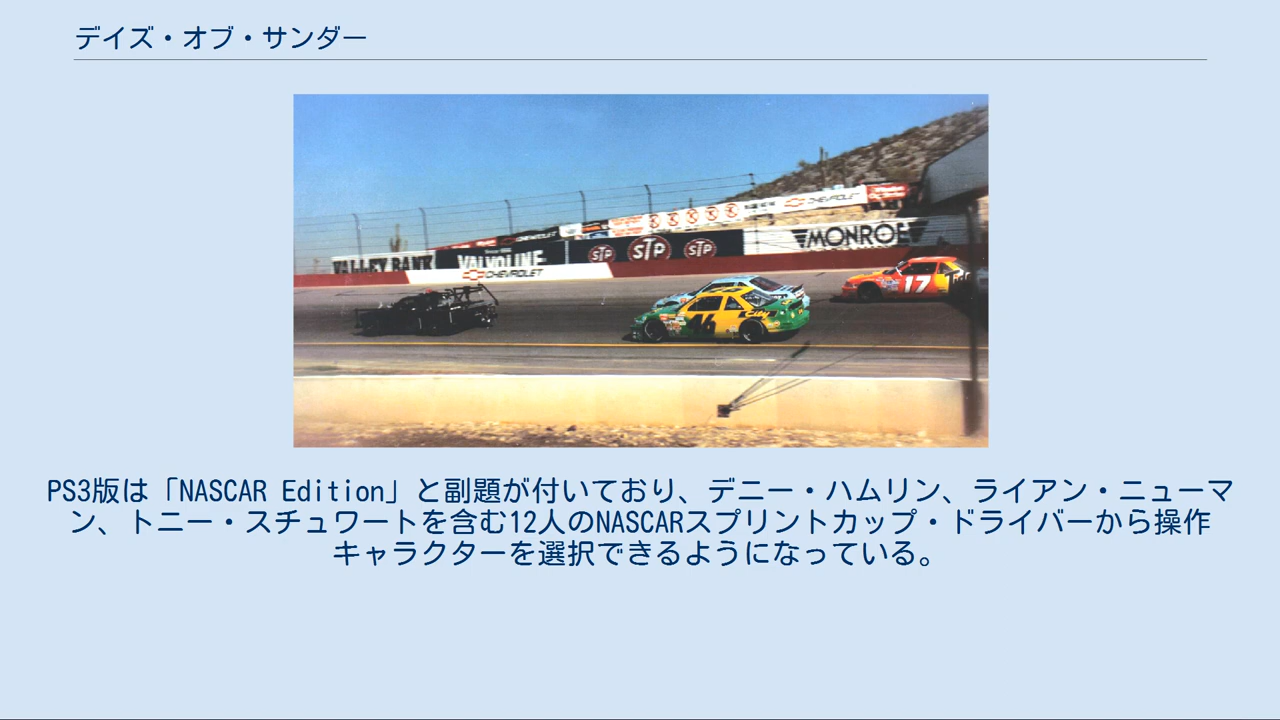 デイズ・オブ・サンダー
CHEVROLET
CHEVROLET
VALLEY BANK
VALVOLINE
STP
STP
STP
MONROE
CHEVROLET
17
46
City
PS3版は「NASCAR Edition」と副題が付いており、デニー・ハムリン、ライアン・ニューマ
ン、トニー・スチュワートを含む12人のNASCARスプリントカップ・ドライバーから操作
キャラクターを選択できるようになっている。